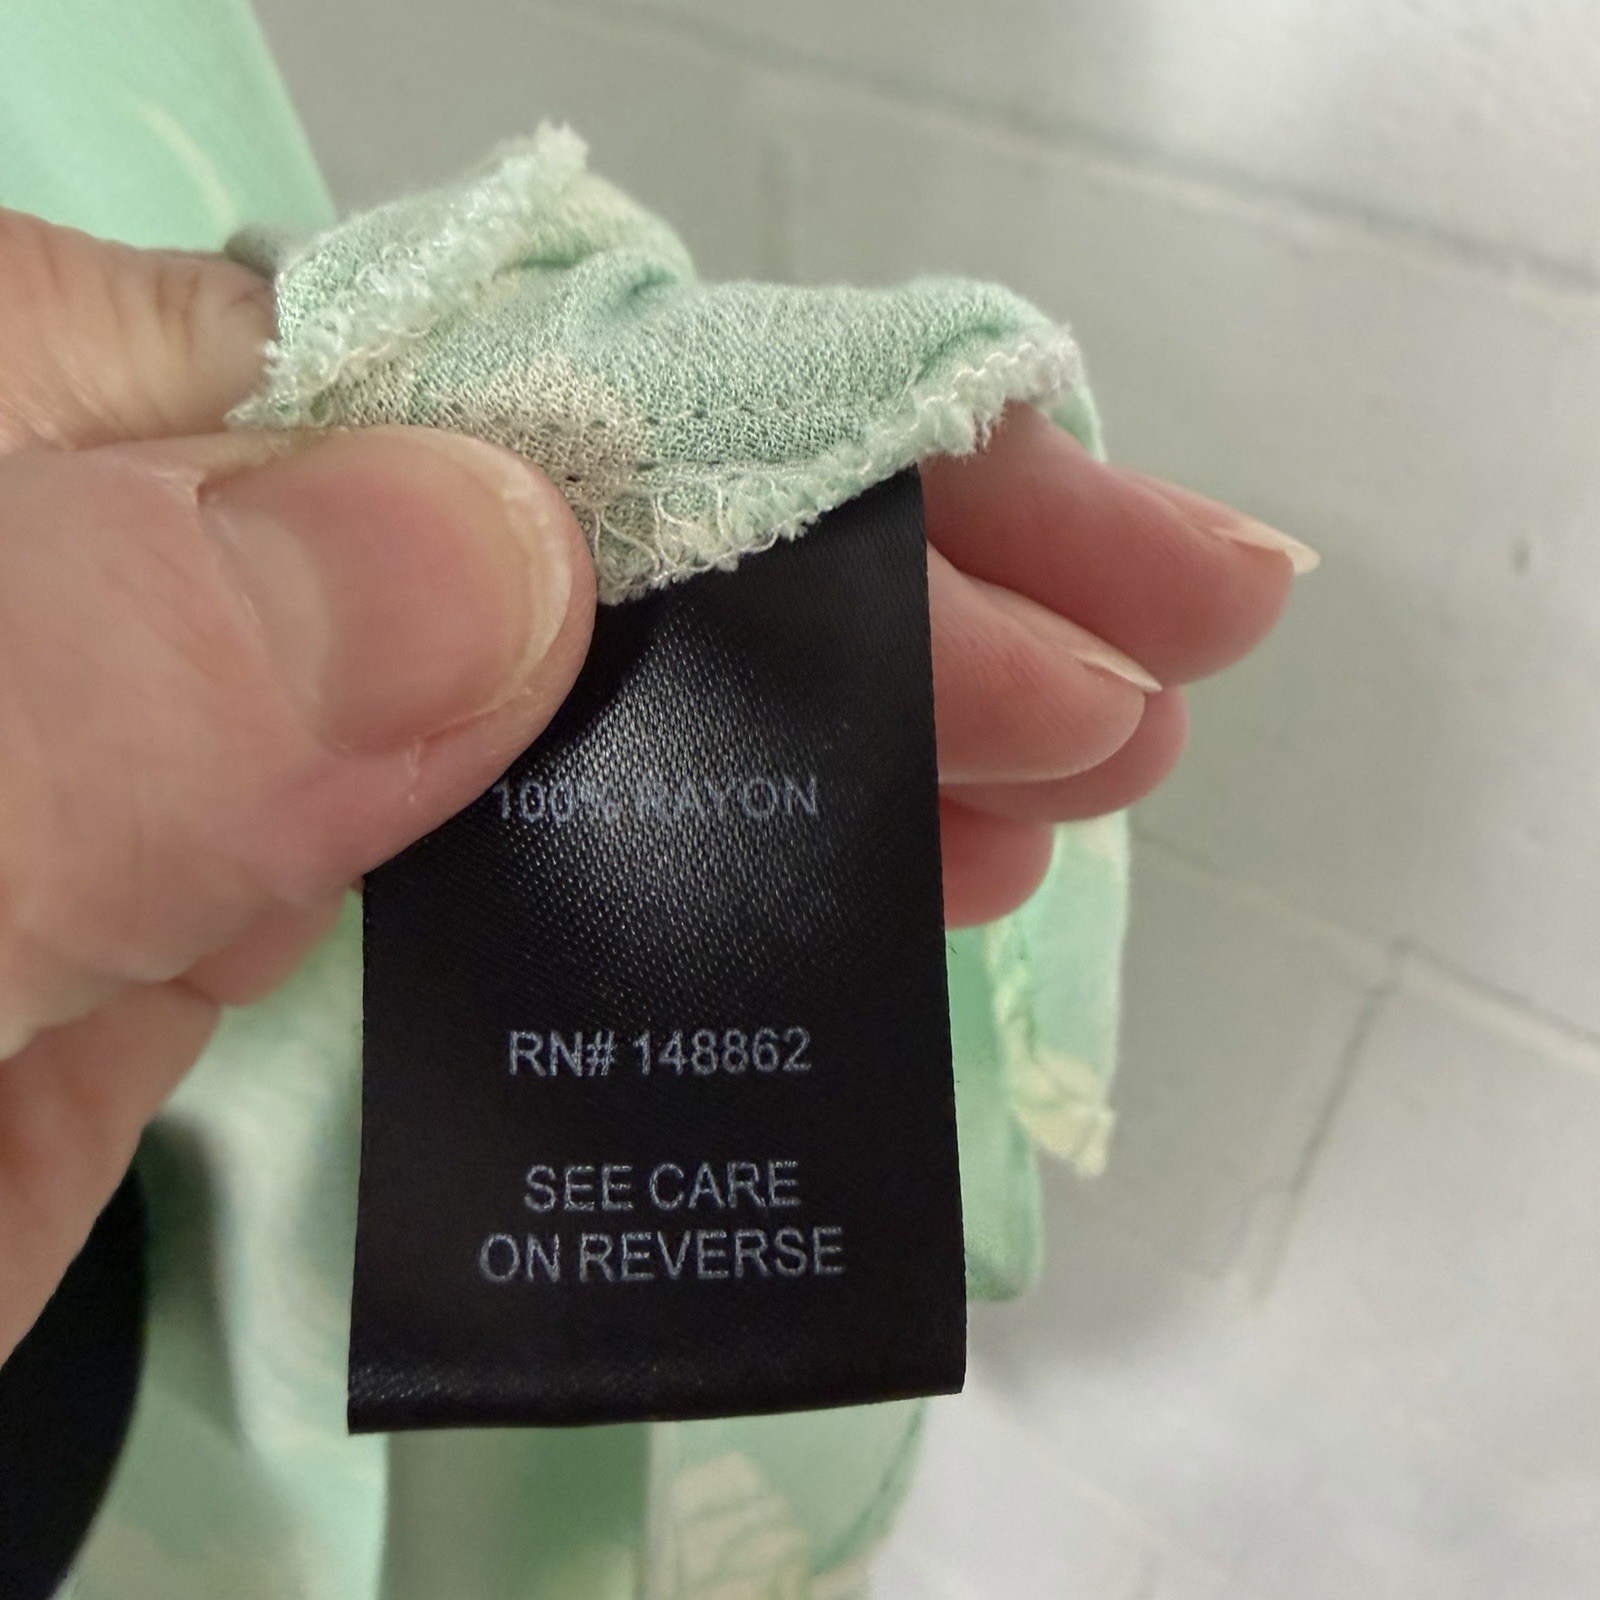 100% RAYON
RN# 148862
SEE CARE
ON REVERSE